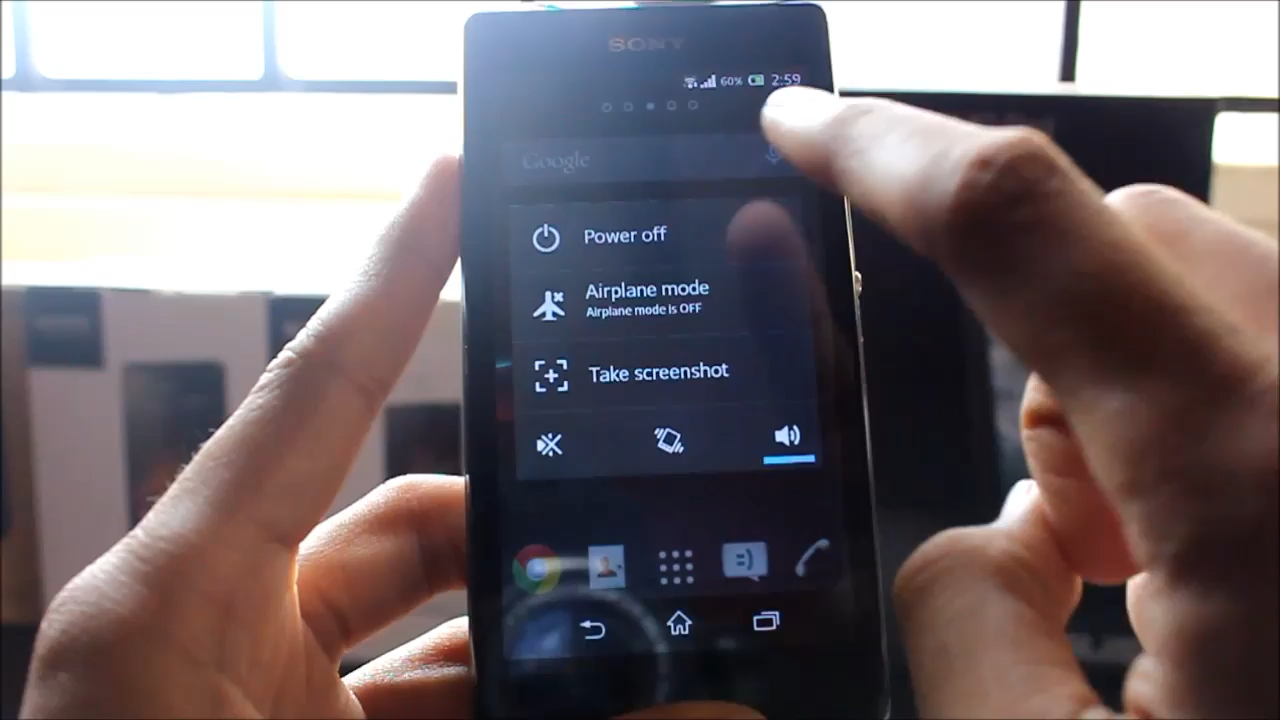 SONY
60% 2:59
Google
Power off
Airplane mode
Airplane mode is OFF
Take screenshot